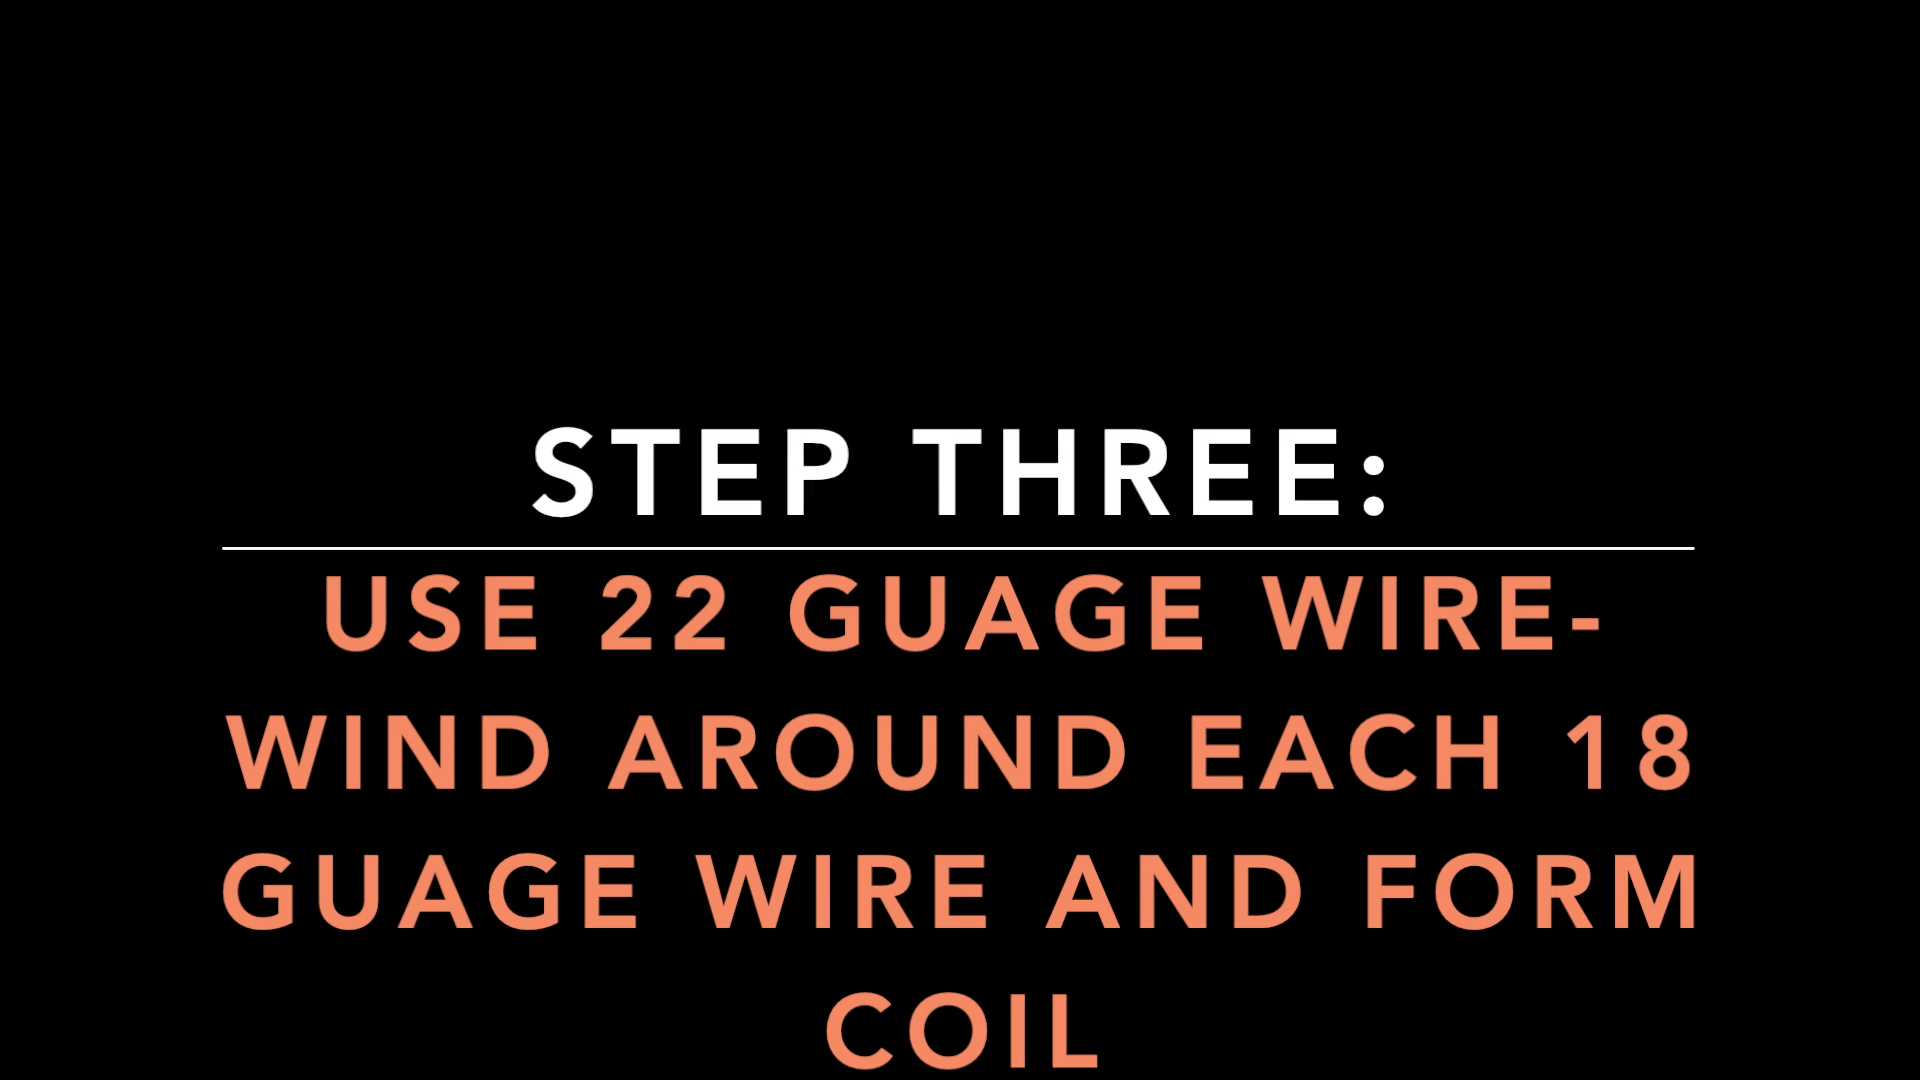 STEP THREE:
USE 22 GUAGE WIRE-
WIND AROUND EACH 18
GUAGE WIRE AND FORM
COIL